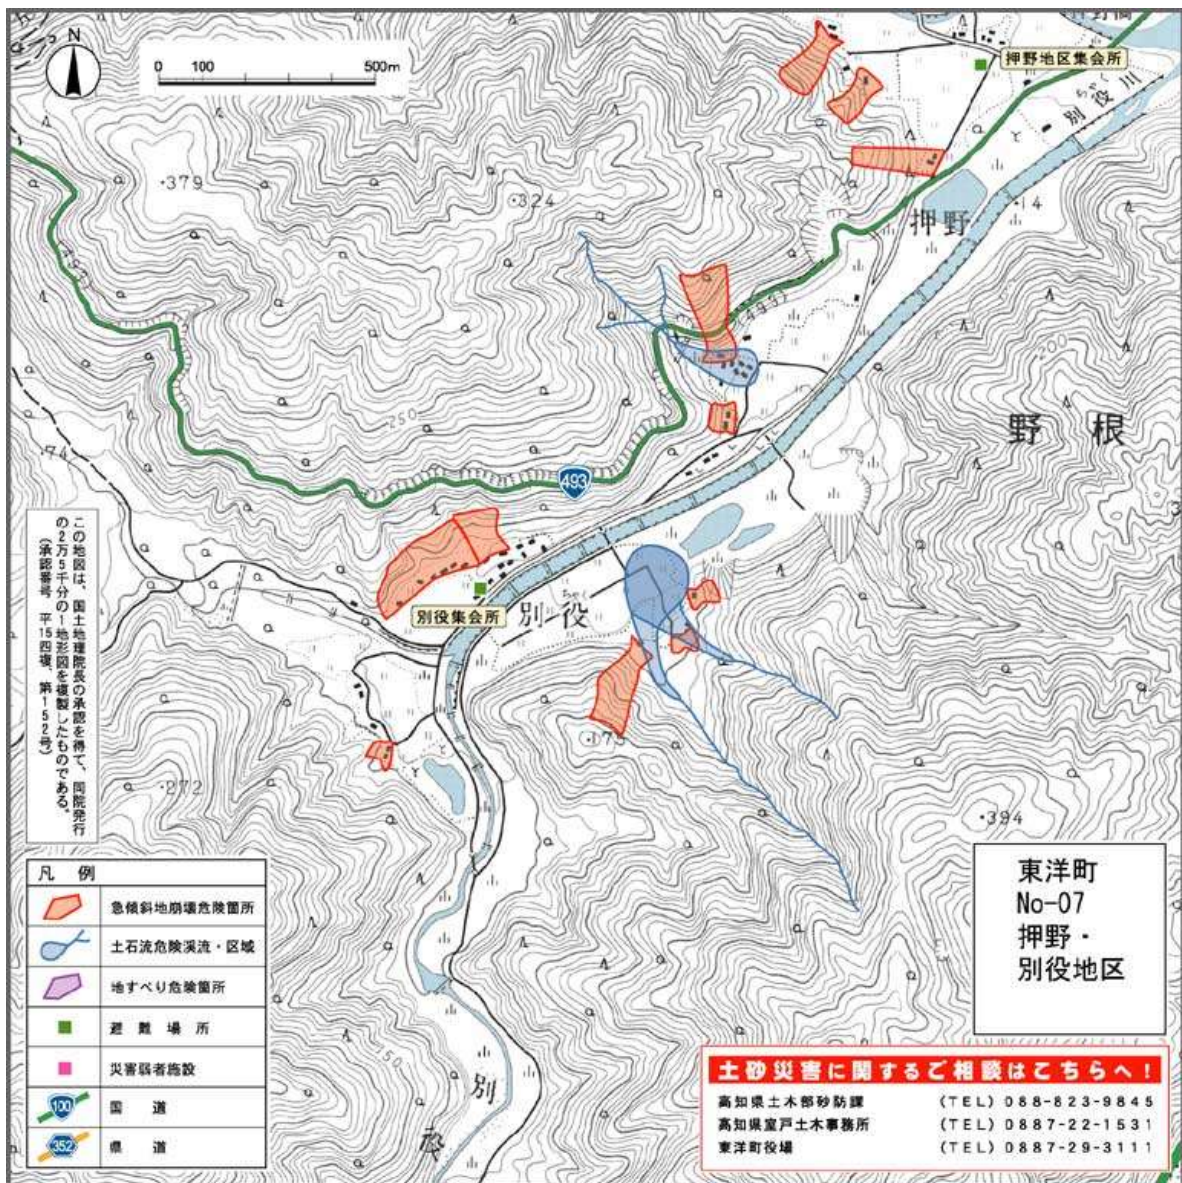 N
0 100 500m
押野地区集会所
ちゃく
別役川
379
324
14
押野
493
493
250
野根
74
493
別役集会所
ちゃく
別役
175
272
394
この地図は、国土地理院長の承認を得て、同院発行
の2万5千分の1地形図を複製したものである。
(承認番号 平15四複、第152号)
凡 例
急傾斜地崩壊危険箇所
土石流危険渓流・区域
地すべり危険箇所
避 難 場 所
災害弱者施設
100
国 道
352
県 道
150
別
役
東洋町
No-07
押野・
別役地区
土砂災害に関するご相談はこちらへ!
高知県土木部砂防課 (TEL) 088-823-9845
高知県室戸土木事務所 (TEL) 0887-22-1531
東洋町役場 (TEL) 0887-29-3111